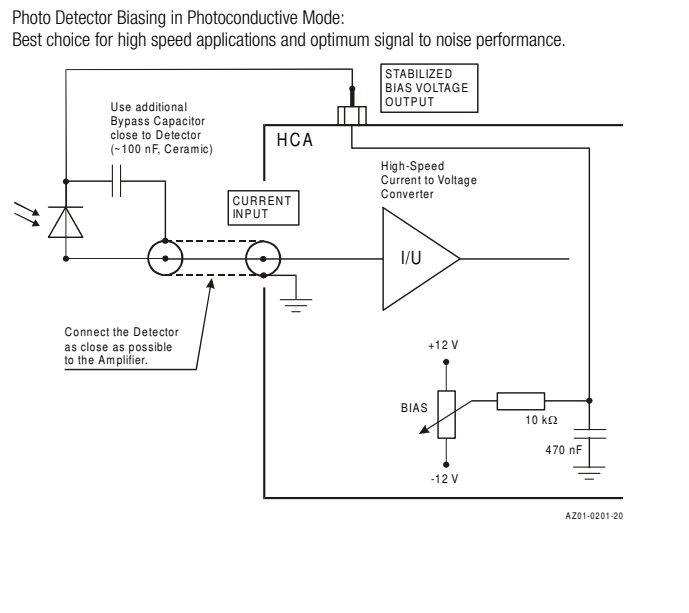 Photo Detector Biasing in Photoconductive Mode:
Best choice for high speed applications and optimum signal to noise performance.
STABILIZED
BIAS VOLTAGE
OUTPUT
Use additional
Bypass Capacitor
close to Detector
(~100 nF, Ceramic)
HCA
High-Speed
Current to Voltage
Converter
CURRENT
INPUT
I/U
Connect the Detector
as close as possible
to the Amplifier.
+12 V
BIAS
10 kΩ
470 nF
-12 V
AZ01-0201-20